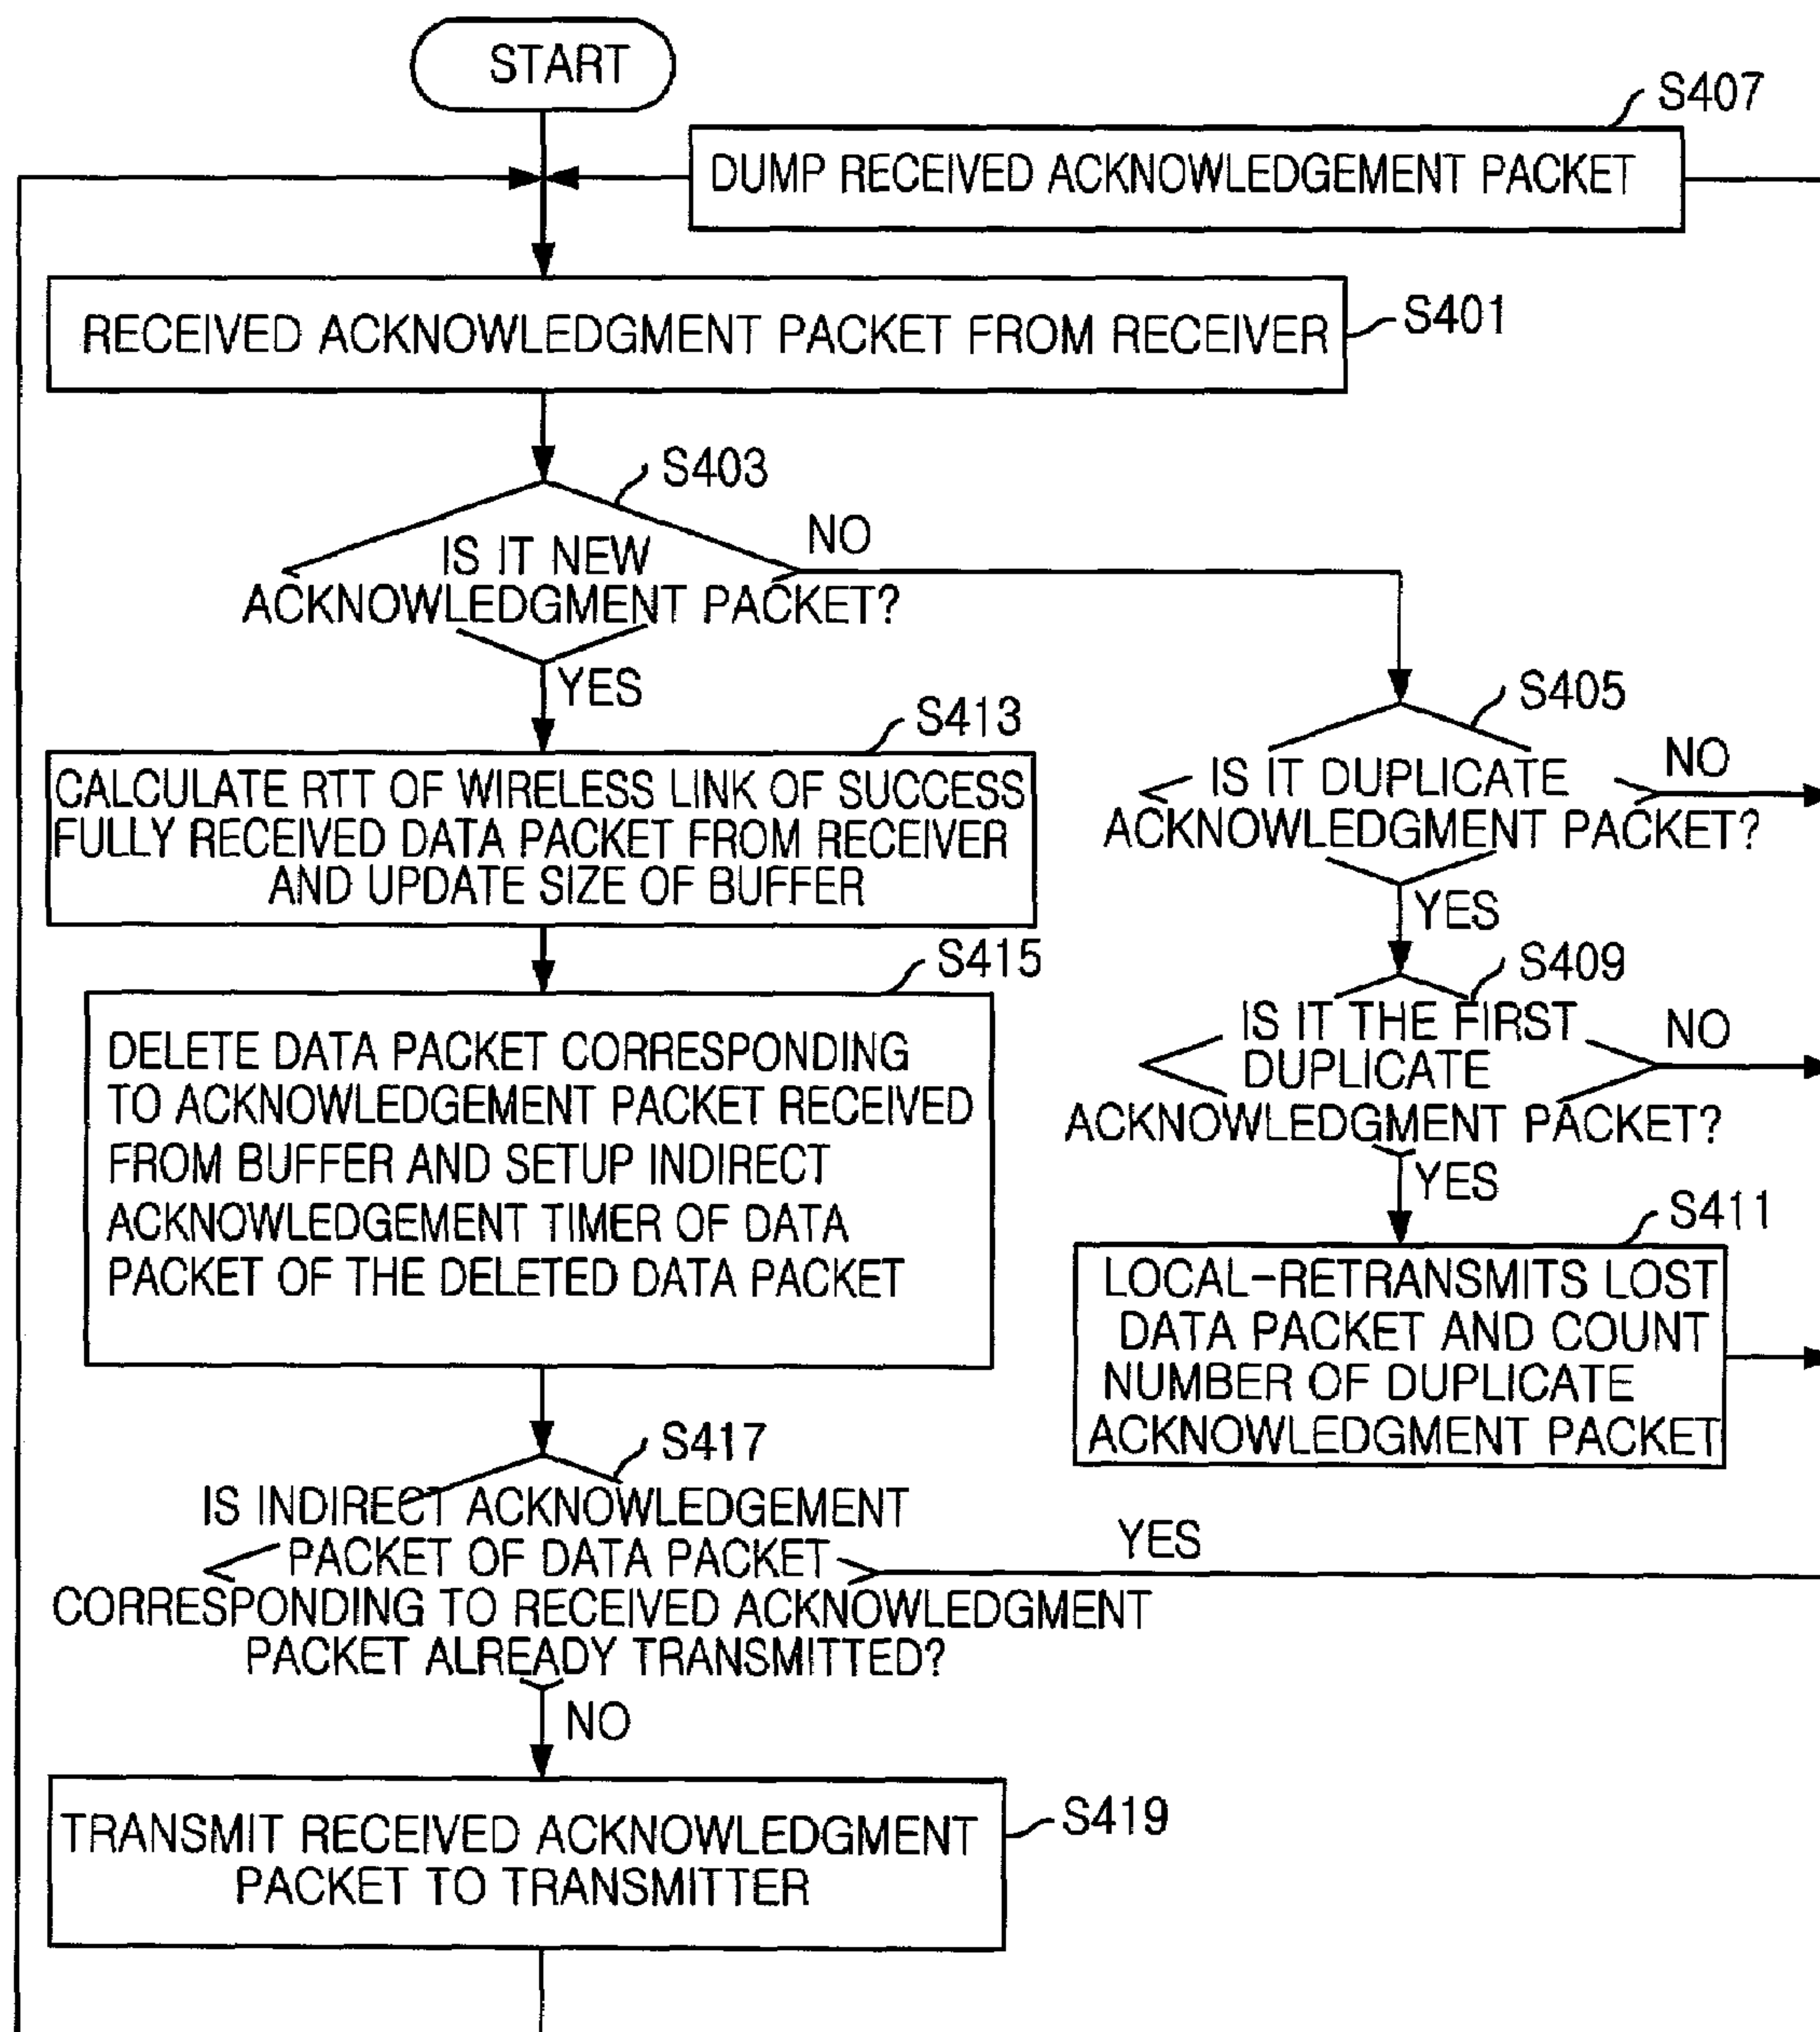 START
S407
DUMP RECEIVED ACKNOWLEDGEMENT PACKET
RECEIVED ACKNOWLEDGMENT PACKET FROM RECEIVER
S401
S403
IS IT NEW
ACKNOWLEDGMENT PACKET?
NO
YES
S405
IS IT DUPLICATE
ACKNOWLEDGMENT PACKET?
NO
YES
S413
CALCULATE RTT OF WIRELESS LINK OF SUCCESS
FULLY RECEIVED DATA PACKET FROM RECEIVER
AND UPDATE SIZE OF BUFFER
S409
IS IT THE FIRST
DUPLICATE
ACKNOWLEDGMENT PACKET?
NO
YES
S415
DELETE DATA PACKET CORRESPONDING
TO ACKNOWLEDGEMENT PACKET RECEIVED
FROM BUFFER AND SETUP INDIRECT
ACKNOWLEDGEMENT TIMER OF DATA
PACKET OF THE DELETED DATA PACKET
S411
LOCAL-RETRANSMITS LOST
DATA PACKET AND COUNT
NUMBER OF DUPLICATE
ACKNOWLEDGMENT PACKET
S417
IS INDIRECT ACKNOWLEDGEMENT
PACKET OF DATA PACKET
CORRESPONDING TO RECEIVED ACKNOWLEDGMENT
PACKET ALREADY TRANSMITTED?
YES
NO
TRANSMIT RECEIVED ACKNOWLEDGMENT
PACKET TO TRANSMITTER
S419